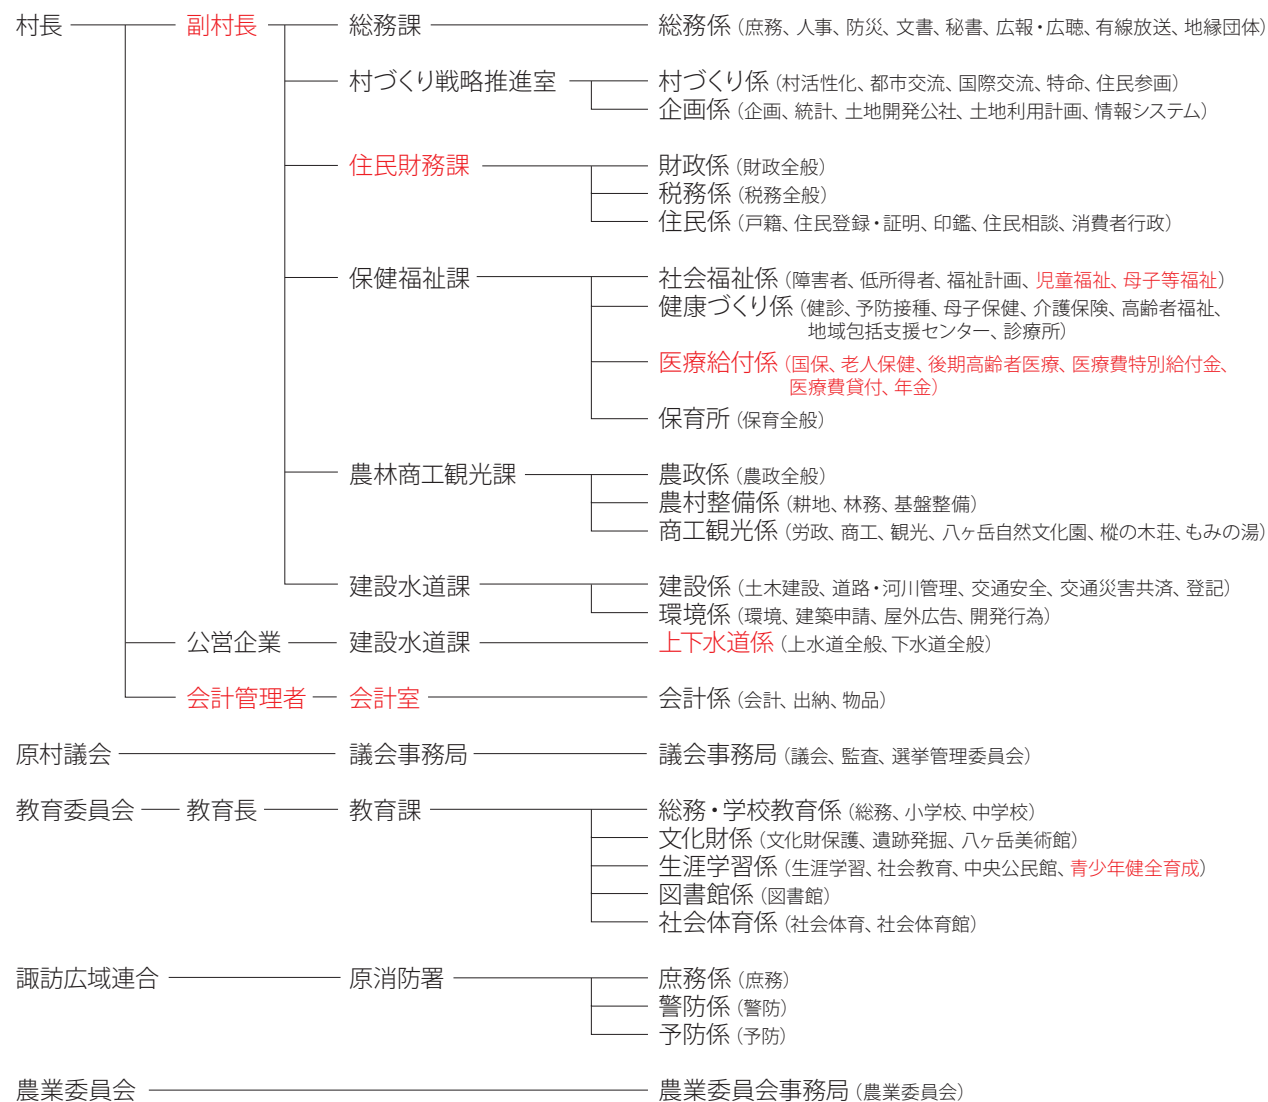 村長 副村長 総務課 総務係（庶務、人事、防災、文書、秘書、広報・広聴、有線放送、地縁団体）
村づくり戦略推進室 村づくり係（村活性化、都市交流、国際交流、特命、住民参画）
企画係（企画、統計、土地開発公社、土地利用計画、情報システム）
住民財務課 財政係（財政全般）
税務係（税務全般）
住民係（戸籍、住民登録・証明、印鑑、住民相談、消費者行政）
保健福祉課 社会福祉係（障害者、低所得者、福祉計画、児童福祉、母子等福祉）
健康づくり係（健診、予防接種、母子保健、介護保険、高齢者福祉、
地域包括支援センター、診療所）
医療給付係（国保、老人保健、後期高齢者医療、医療費特別給付金、
医療費貸付、年金）
保育所（保育全般）
農林商工観光課 農政係（農政全般）
農村整備係（耕地、林務、基盤整備）
商工観光係（労政、商工、観光、八ヶ岳自然文化園、樅の木荘、もみの湯）
建設水道課 建設係（土木建設、道路・河川管理、交通安全、交通災害共済、登記）
環境係（環境、建築申請、屋外広告、開発行為）
公営企業 建設水道課 上下水道係（上水道全般、下水道全般）
会計管理者 会計室 会計係（会計、出納、物品）
原村議会 議会事務局 議会事務局（議会、監査、選挙管理委員会）
教育委員会 教育長 教育課 総務・学校教育係（総務、小学校、中学校）
文化財係（文化財保護、遺跡発掘、八ヶ岳美術館）
生涯学習係（生涯学習、社会教育、中央公民館、青少年健全育成）
図書館係（図書館）
社会体育係（社会体育、社会体育館）
諏訪広域連合 原消防署 庶務係（庶務）
警防係（警防）
予防係（予防）
農業委員会 農業委員会事務局（農業委員会）